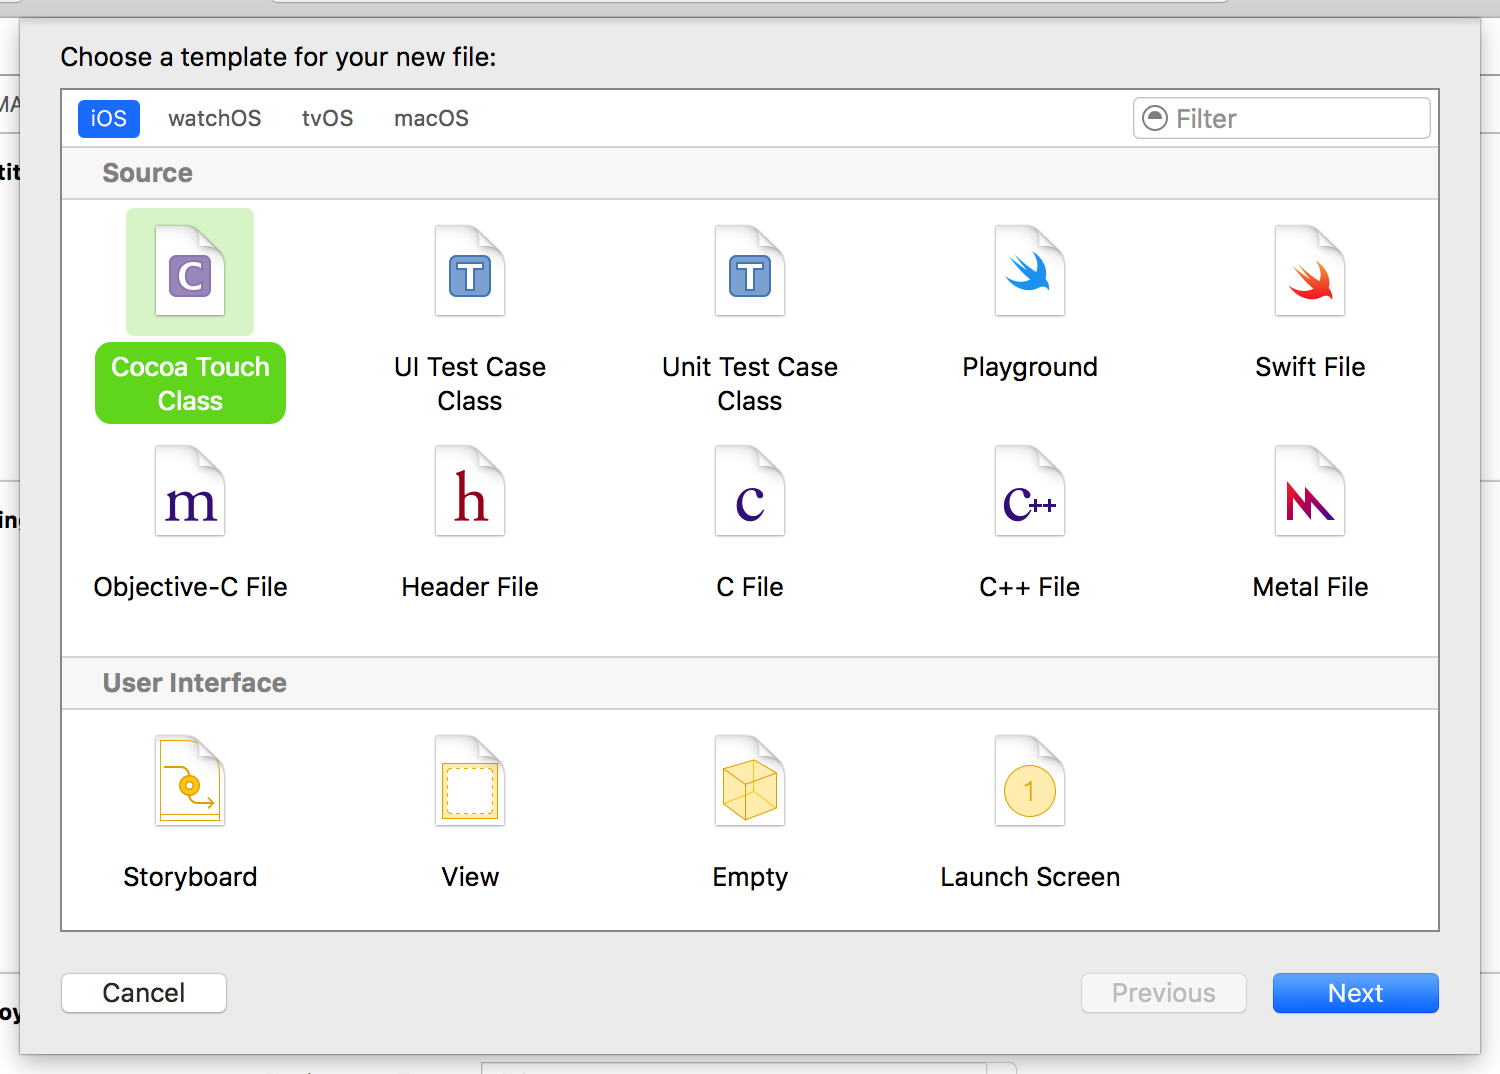 Choose a template for your new file:
iOS watchOS tvOS macOS Filter
Source
C T T
Cocoa Touch
Class
UI Test Case
Class
Unit Test Case
Class
Playground
Swift File
m h c C++
Objective-C File Header File C File C++ File Metal File
User Interface
1
Storyboard View Empty Launch Screen
Cancel Previous Next